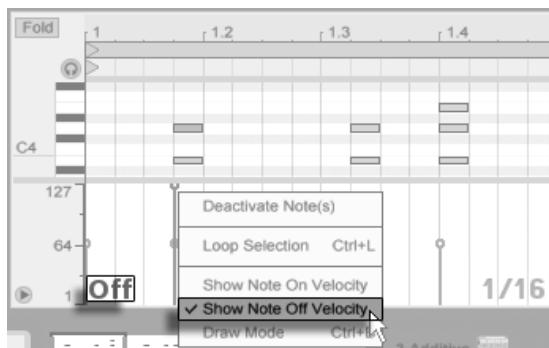 Fold
1 1.2 1.3 1.4
C4
127
Deactivate Note(s)
64
Loop Selection Ctrl+L
Show Note On Velocity
1 Off
1/16
✓ Show Note Off Velocity
Draw Mode